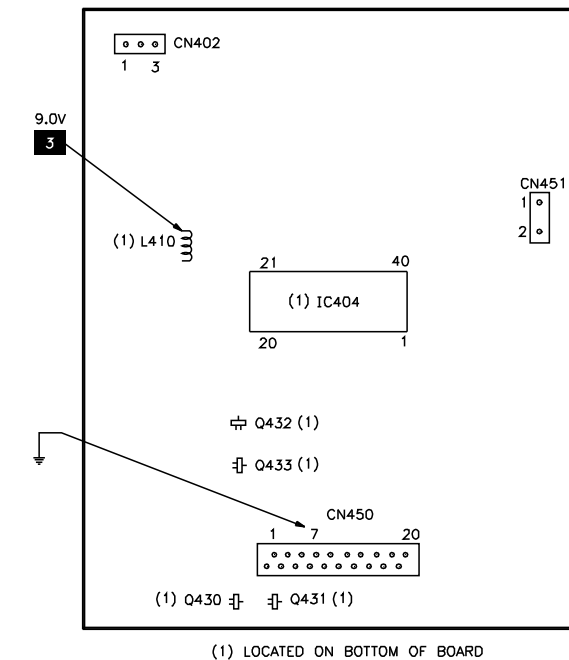 CN402
1 3
9.0V
3
CN451
1
2
(1) L410
21 40
(1) IC404
20 1
Q432 (1)
Q433 (1)
CN450
1 7 20
(1) Q430 Q431 (1)
(1) LOCATED ON BOTTOM OF BOARD